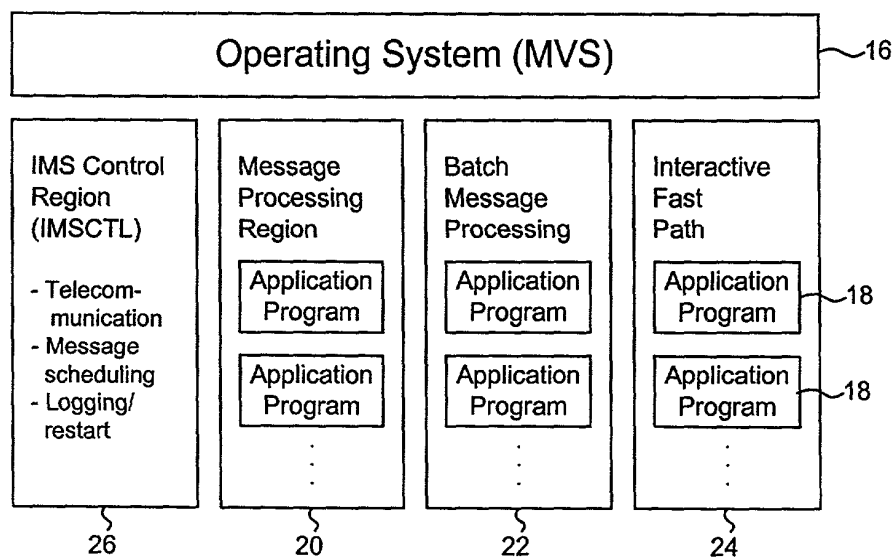 Operating System (MVS)
16
IMS Control
Region
(IMSCTL)
- Telecom-
munication
- Message
scheduling
- Logging/
restart
Message
Processing
Region
Application
Program
Application
Program
Batch
Message
Processing
Application
Program
Application
Program
Interactive
Fast
Path
Application
Program
18
Application
Program
18
26
20
22
24